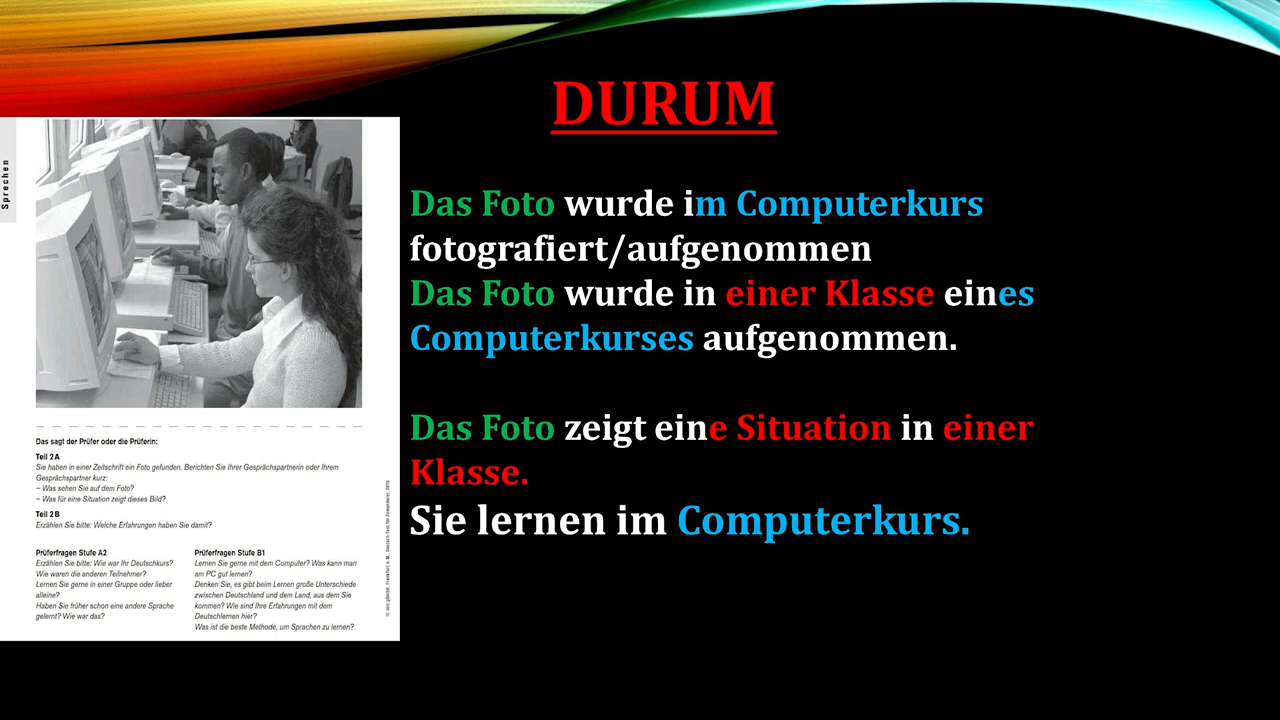 DURUM
Das Foto wurde im Computerkurs
fotografiert/aufgenommen
Das Foto wurde in einer Klasse eines
Computerkurses aufgenommen.
Das Foto zeigt eine Situation in einer
Klasse.
Sie lernen im Computerkurs.
Sprechen
Das sagt der Prüfer oder die Prüferin:
Teil 2A
Sie haben in einer Zeitschrift ein Foto gefunden. Berichten Sie Ihrer Gesprächspartnerin oder Ihrem
Gesprächspartner kurz:
– Was sehen Sie auf dem Foto?
– Was für eine Situation zeigt dieses Bild?
Teil 2B
Erzählen Sie bitte: Welche Erfahrungen haben Sie damit?
Prüferfragen Stufe A2
Erzählen Sie bitte: Wie war Ihr Deutschkurs?
Wie waren die anderen Teilnehmer?
Lernen Sie gerne in einer Gruppe oder lieber
alleine?
Haben Sie früher schon eine andere Sprache
gelernt? Wie war das?
Prüferfragen Stufe B1
Lernen Sie gerne mit dem Computer? Was kann man
am PC gut lernen?
Denken Sie, es gibt beim Lernen große Unterschiede
zwischen Deutschland und dem Land, aus dem Sie
kommen? Wie sind Ihre Erfahrungen mit dem
Deutschlernen hier?
Was ist die beste Methode, um Sprachen zu lernen?
Frankfurt a. M., Deutsch-Test für Zuwanderer